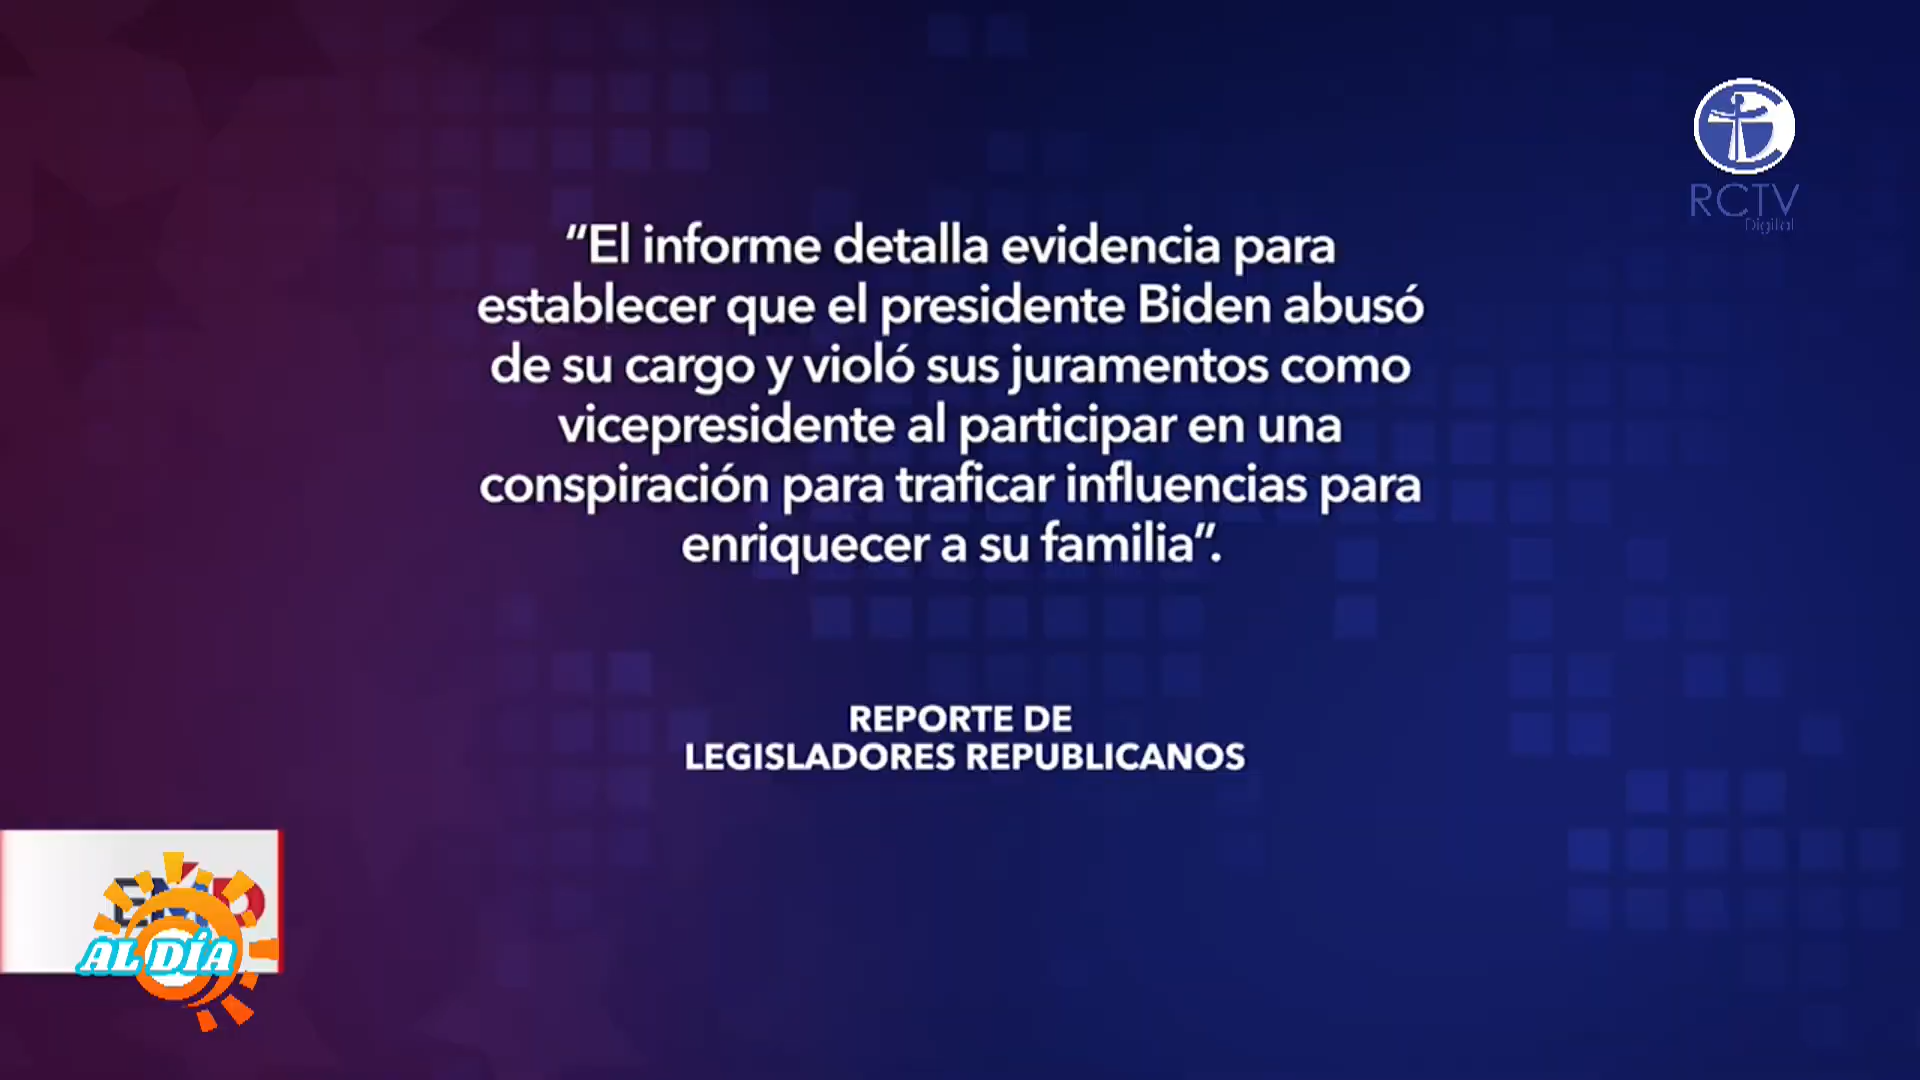 RCTV
Digital
“El informe detalla evidencia para
establecer que el presidente Biden abusó
de su cargo y violó sus juramentos como
vicepresidente al participar en una
conspiración para traficar influencias para
enriquecer a su familia”.
REPORTE DE
LEGISLADORES REPUBLICANOS
AL DÍA